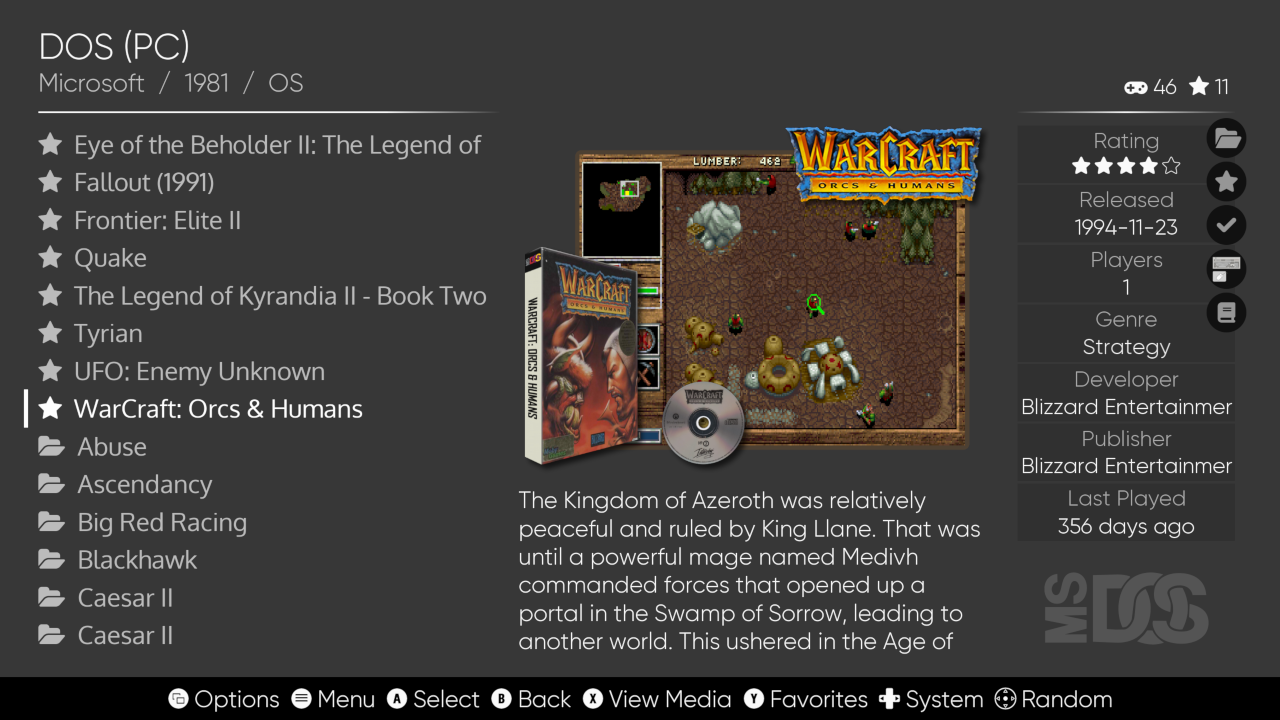 DOS (PC)
Microsoft / 1981 / OS
46 11
Eye of the Beholder II: The Legend of
Fallout (1991)
Frontier: Elite II
Quake
The Legend of Kyrandia II - Book Two
Tyrian
UFO: Enemy Unknown
WarCraft: Orcs & Humans
Abuse
Ascendancy
Big Red Racing
Blackhawk
Caesar II
Caesar II
LUMBER: 462
WARCRAFT
ORCS & HUMANS
DOS
WARCRAFT
ORCS & HUMANS
WARCRAFT: ORCS & HUMANS
WARCRAFT
The Kingdom of Azeroth was relatively
peaceful and ruled by King Llane. That was
until a powerful mage named Medivh
commanded forces that opened up a
portal in the Swamp of Sorrow, leading to
another world. This ushered in the Age of
Rating
Released
1994-11-23
Players
1
Genre
Strategy
Developer
Blizzard Entertainmer
Publisher
Blizzard Entertainmer
Last Played
356 days ago
MS DOS
Options Menu A Select B Back X View Media Y Favorites System Random